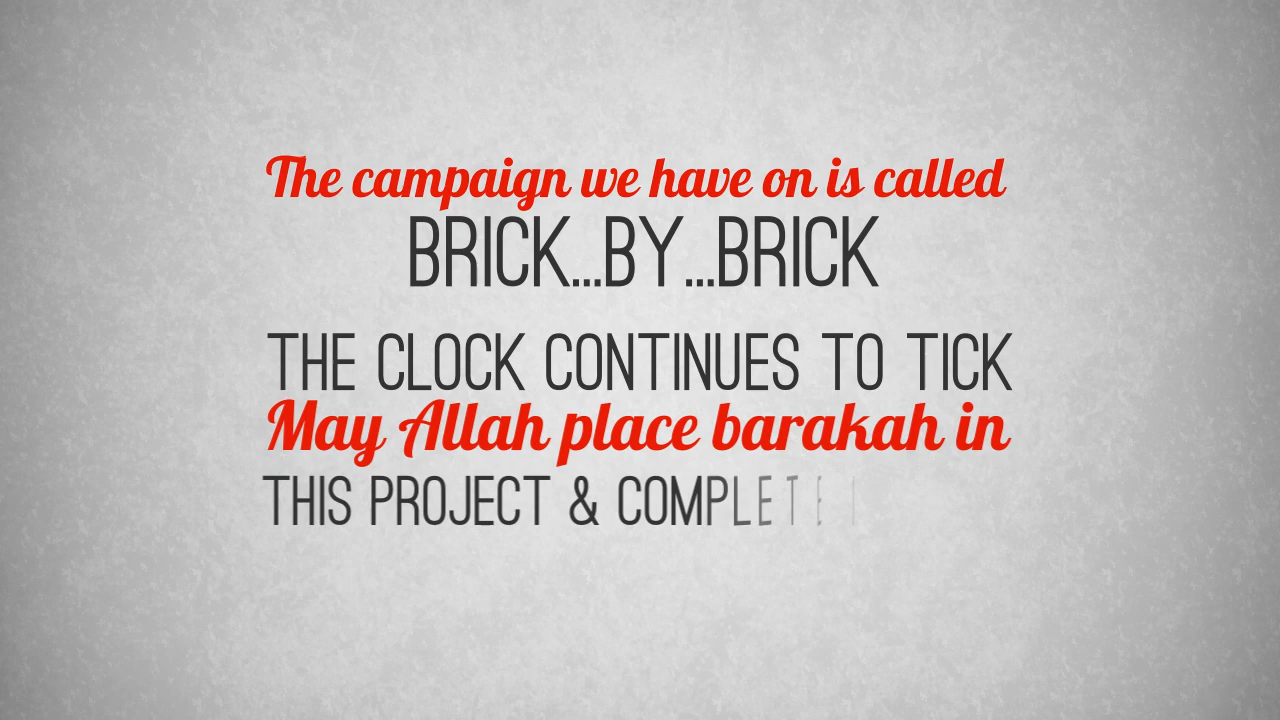 The campaign we have on is called
BRICK...BY...BRICK
THE CLOCK CONTINUES TO TICK
May Allah place barakah in
THIS PROJECT & COMPLETE